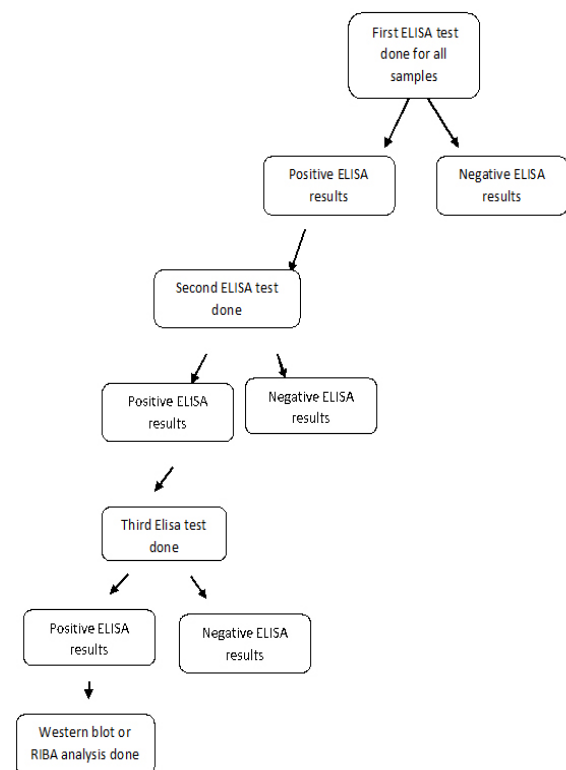 First ELISA test
done for all
samples
Positive ELISA
results
Negative ELISA
results
Second ELISA test
done
Positive ELISA
results
Negative ELISA
results
Third Elisa test
done
Positive ELISA
results
Negative ELISA
results
Western blot or
RIBA analysis done